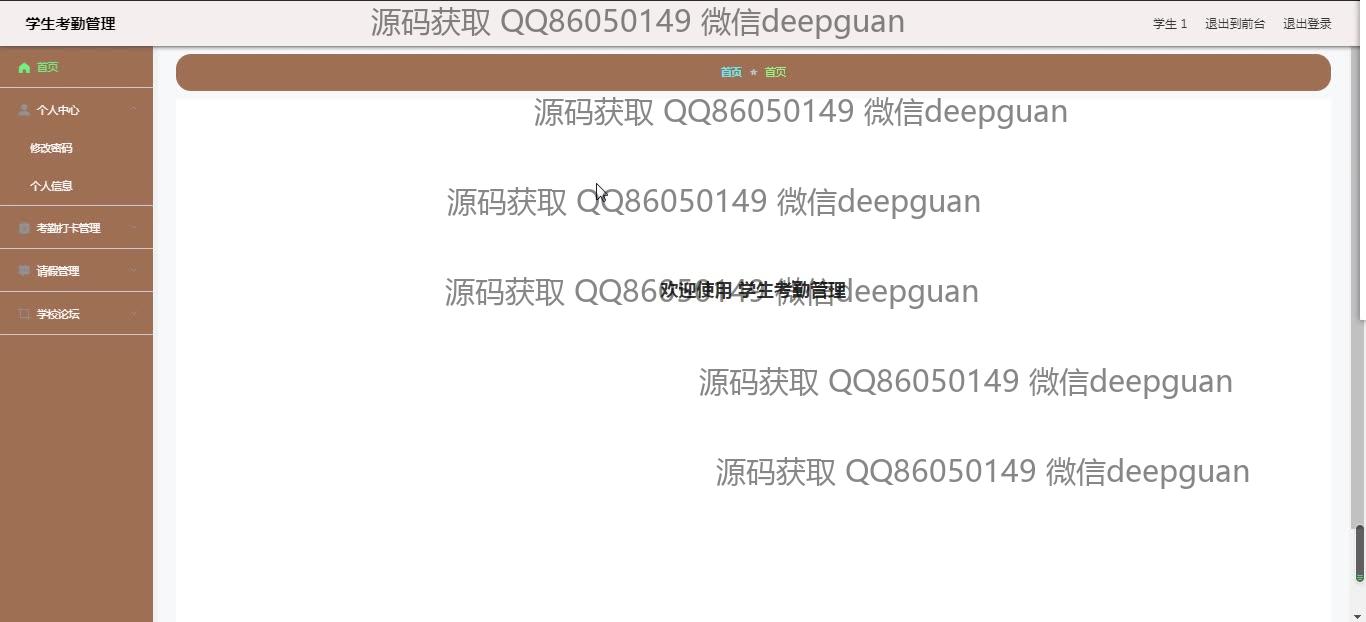 学生考勤管理
源码获取 QQ86050149 微信deepguan
学生 1 退出到前台 退出登录
首页
首页 ★ 首页
个人中心
源码获取 QQ86050149 微信deepguan
修改密码
个人信息
源码获取 QQ86050149 微信deepguan
考勤打卡管理
请假管理
源码获取 QQ86050149 微信deepguan
欢迎使用 学生考勤管理
学校论坛
源码获取 QQ86050149 微信deepguan
源码获取 QQ86050149 微信deepguan